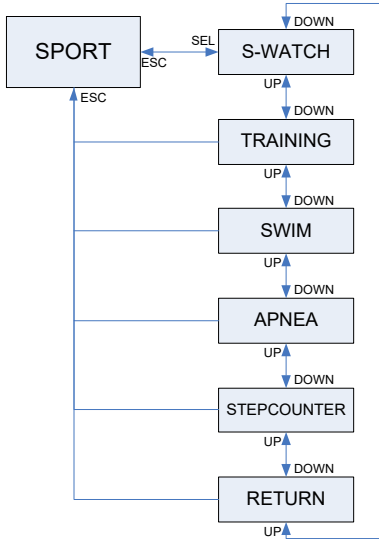 DOWN
SPORT
SEL
S-WATCH
ESC
UP
ESC
DOWN
TRAINING
UP
DOWN
SWIM
UP
DOWN
APNEA
UP
DOWN
STEPCOUNTER
UP
DOWN
RETURN
UP